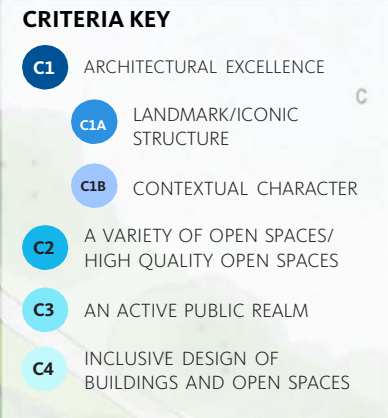 CRITERIA KEY
C1 ARCHITECTURAL EXCELLENCE
C
C1A LANDMARK/ICONIC
STRUCTURE
C1B CONTEXTUAL CHARACTER
C2 A VARIETY OF OPEN SPACES/
HIGH QUALITY OPEN SPACES
C3 AN ACTIVE PUBLIC REALM
C4 INCLUSIVE DESIGN OF
BUILDINGS AND OPEN SPACES